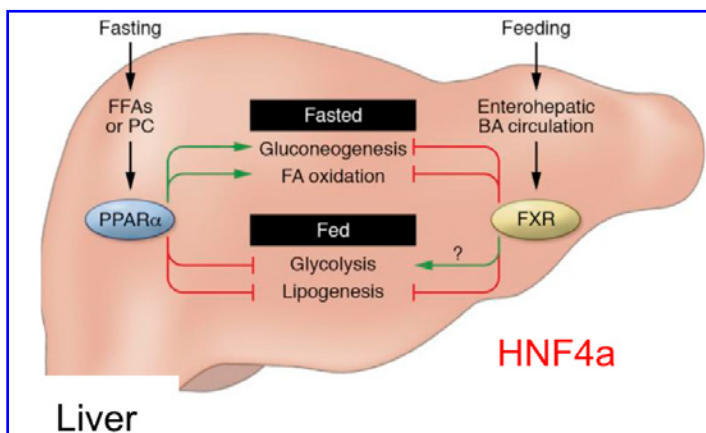 Fasting
Feeding
FFAs
or PC
Enterohepatic
BA circulation
Fasted
Gluconeogenesis
FA oxidation
PPARα
FXR
Fed
?
Glycolysis
Lipogenesis
HNF4a
Liver